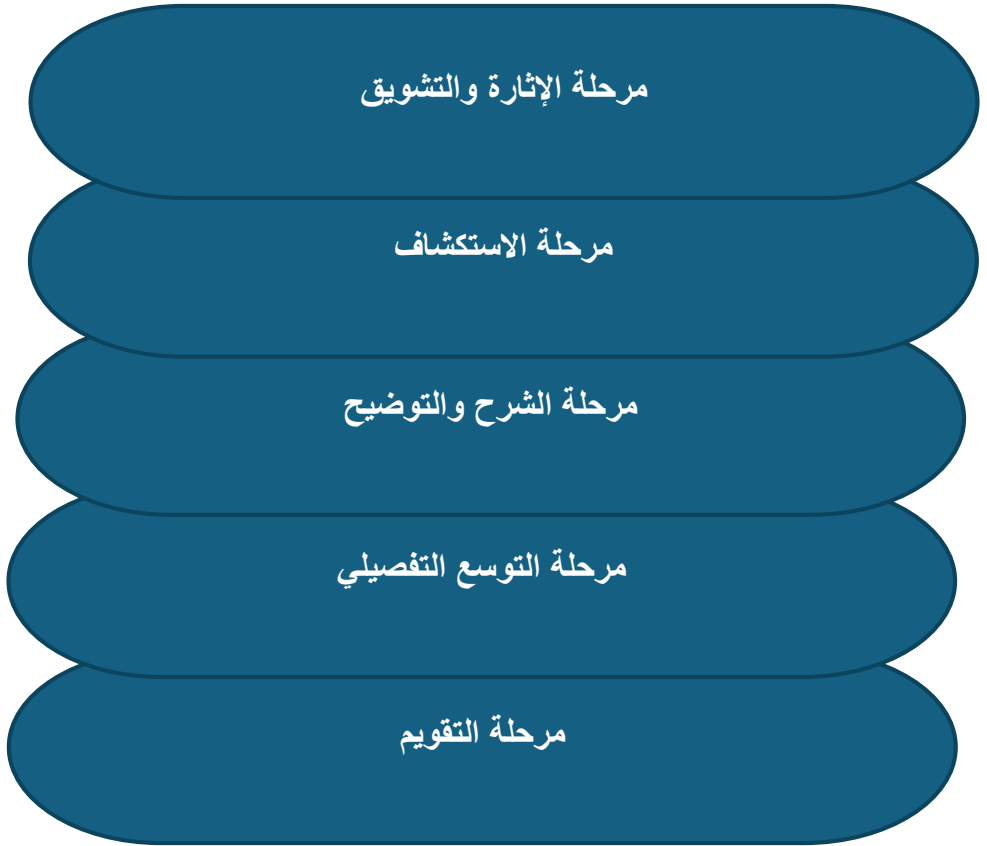 مرحلة الإثارة والتشويق
مرحلة الاستكشاف
مرحلة الشرح والتوضيح
مرحلة التوسع التفصيلي
مرحلة التقويم